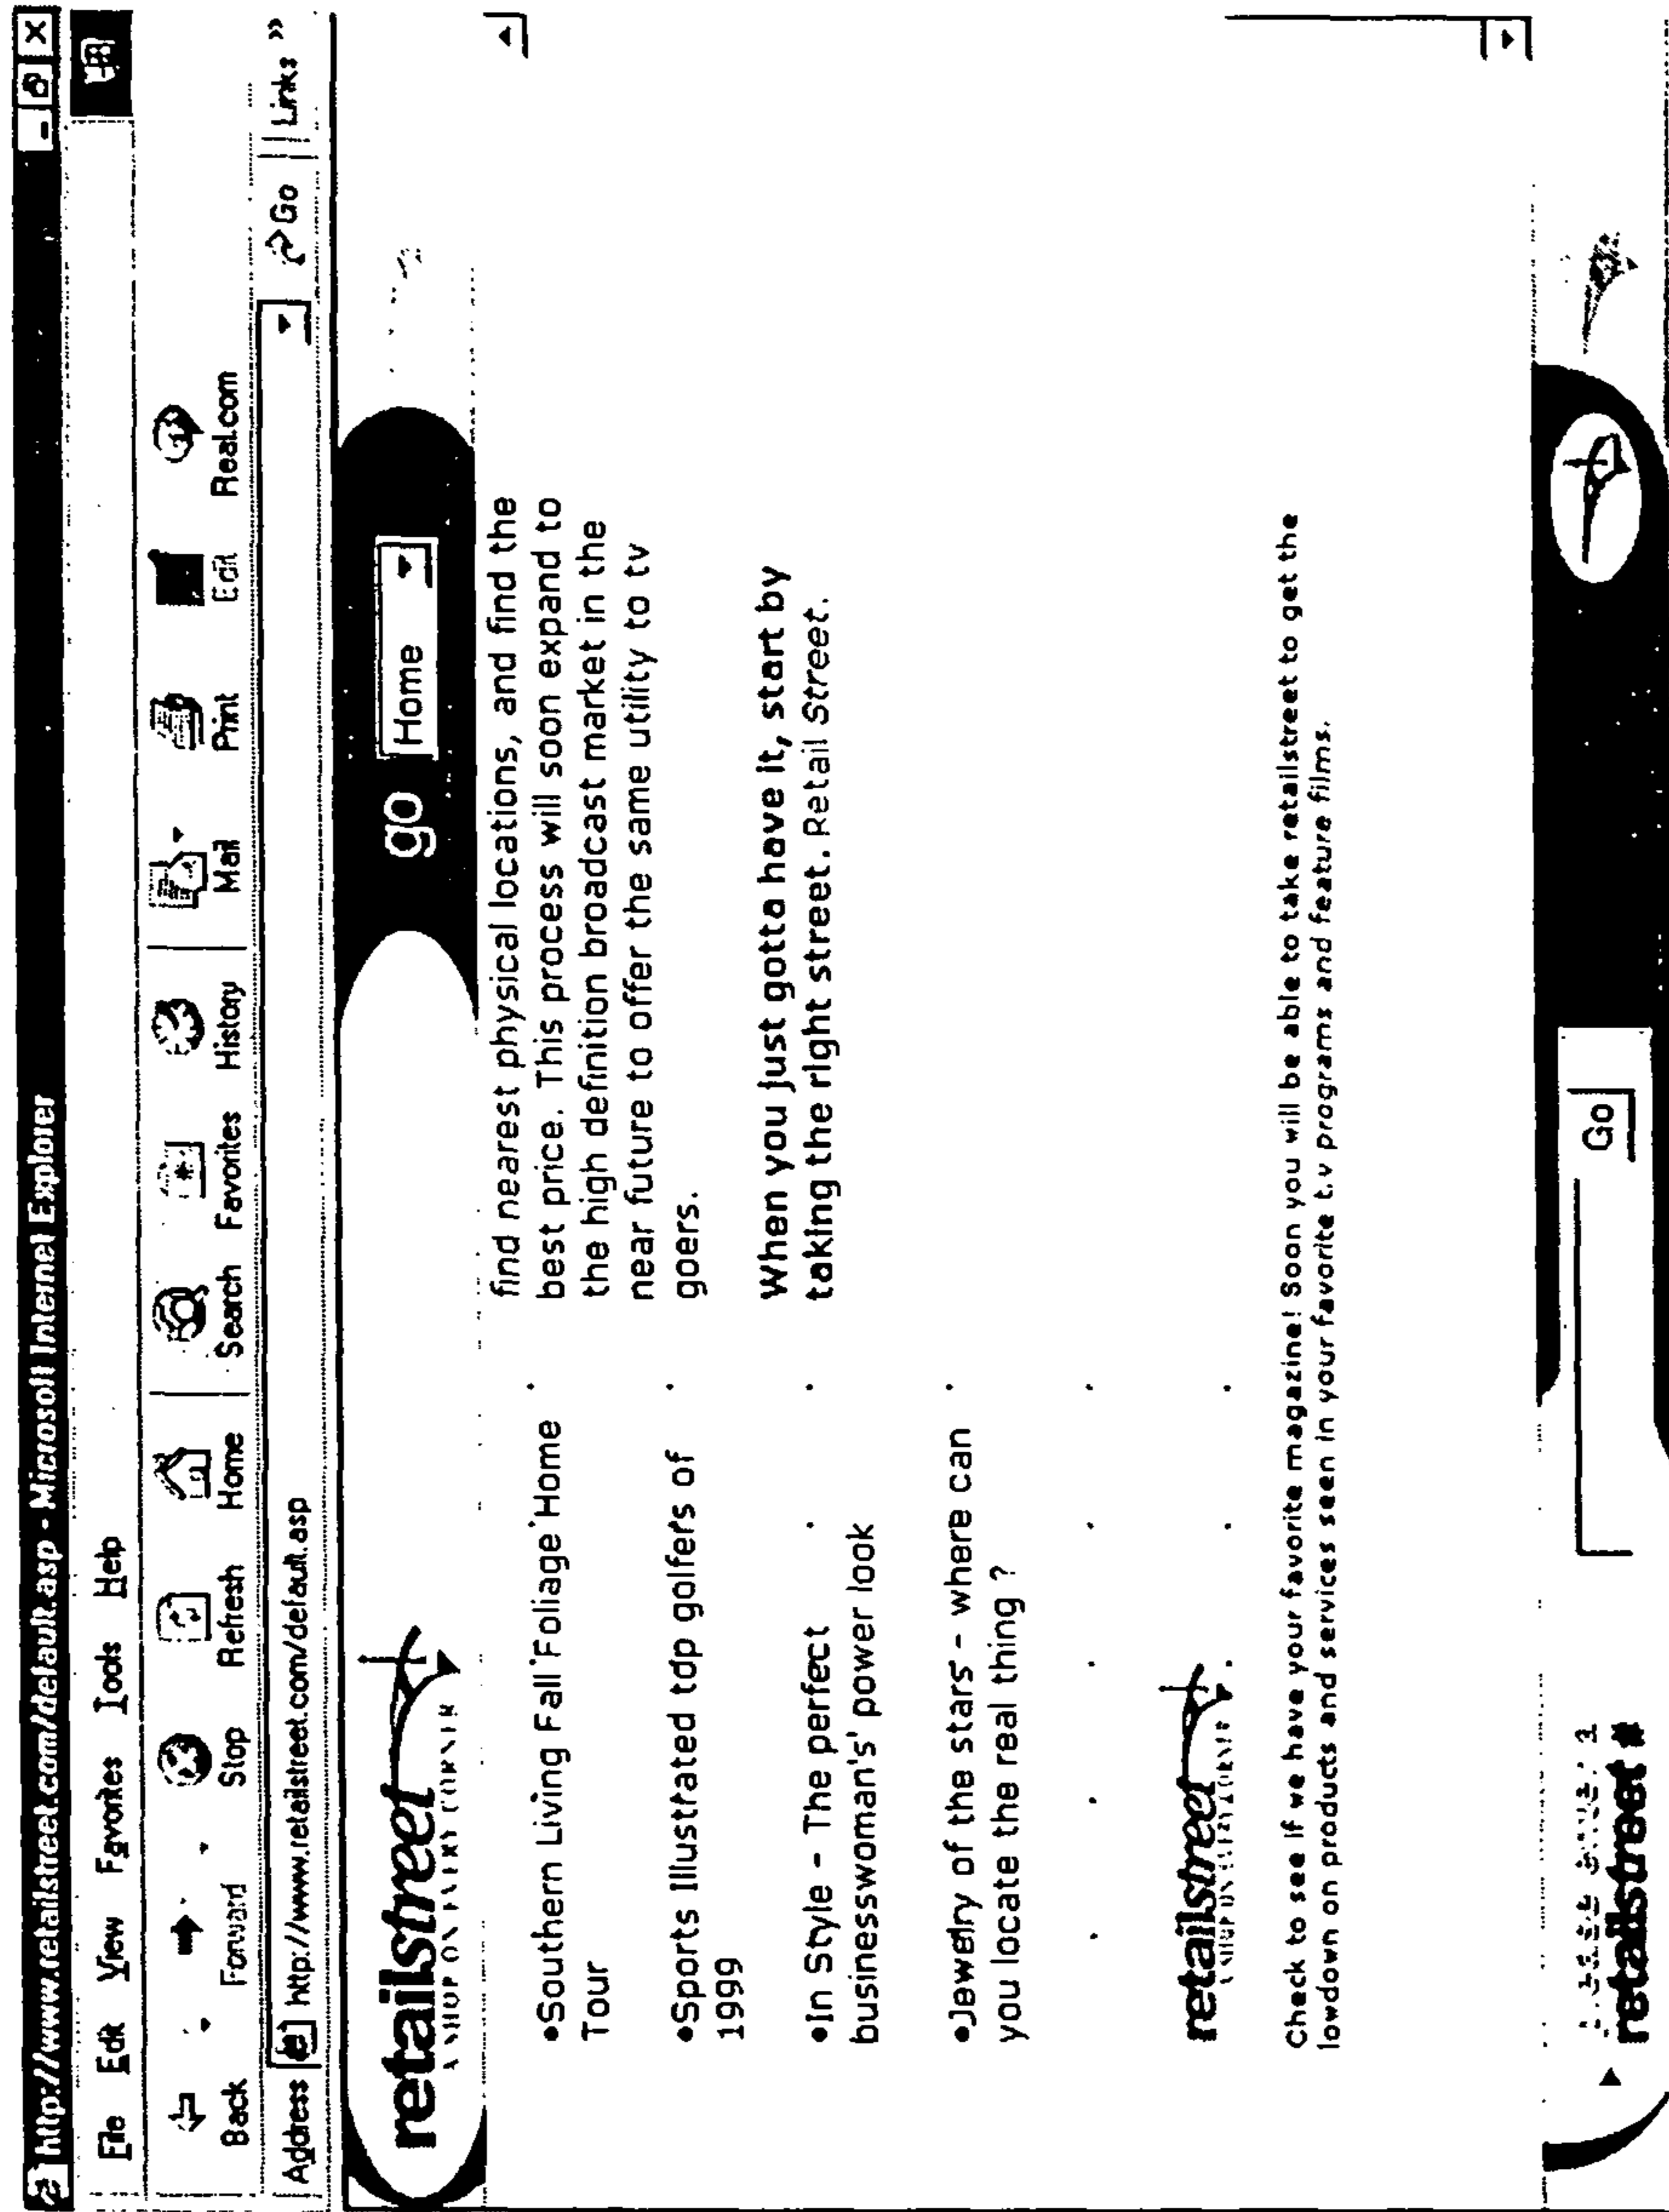 http://www.retailstreet.com/default.asp - Microsoft Internet Explorer
File Edit View Favorites Tools Help
Back Forward Stop Refresh Home Search Favorites History Mail Print Edit Real.com
Address http://www.retailstreet.com/default.asp Go Links »
retailstreet go Home
A SHOP ON EVERY CORNER
•Southern Living Fall Foliage Home
Tour
•Sports Illustrated top golfers of
1999
•In Style - The perfect
businesswoman's' power look
•Jewelry of the stars - where can
you locate the real thing ?
find nearest physical locations, and find the
best price. This process will soon expand to
the high definition broadcast market in the
near future to offer the same utility to tv
goers.
When you just gotta have it, start by
taking the right street. Retail Street.
retailstreet
A SHOP ON EVERY CORNER
Check to see if we have your favorite magazine! Soon you will be able to take retailstreet to get the
lowdown on products and services seen in your favorite t.v programs and feature films.
retailstreet # Go